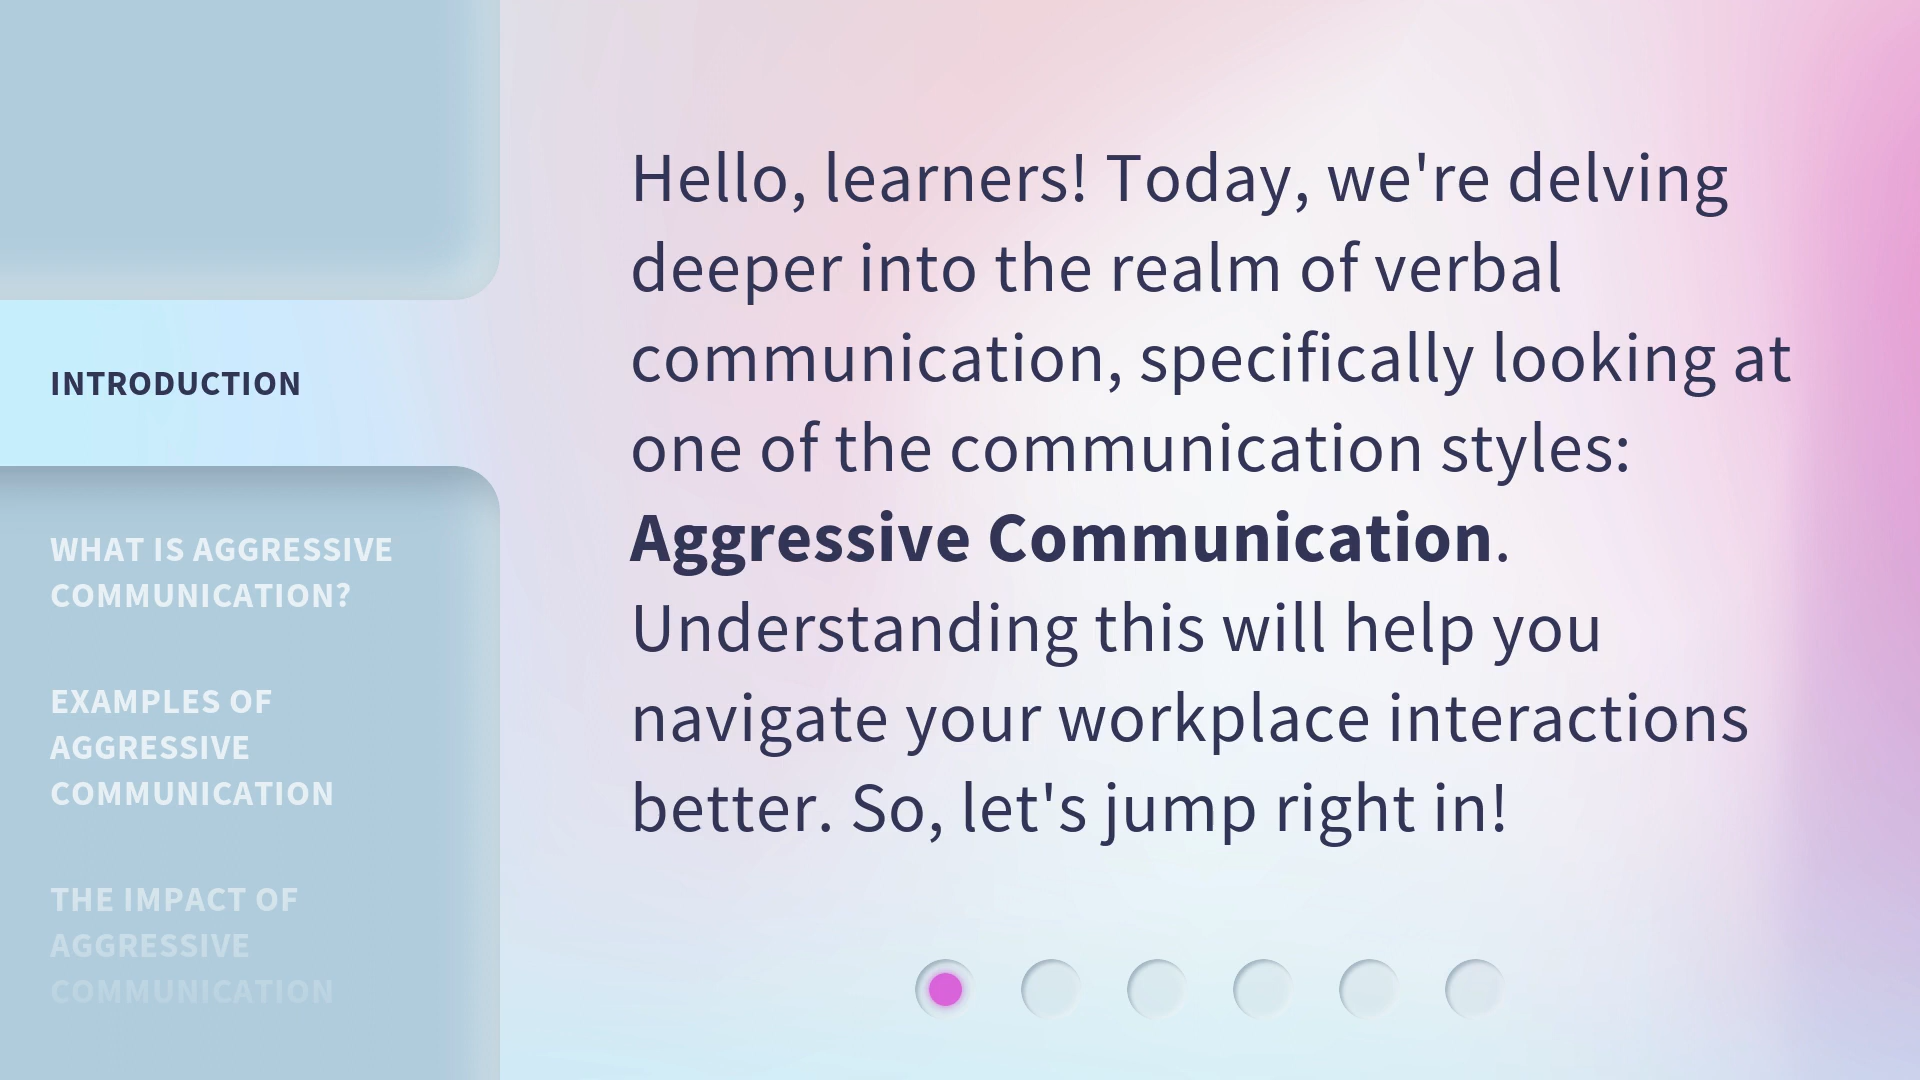 INTRODUCTION
WHAT IS AGGRESSIVE
COMMUNICATION?
EXAMPLES OF
AGGRESSIVE
COMMUNICATION
THE IMPACT OF
AGGRESSIVE
COMMUNICATION
Hello, learners! Today, we're delving
deeper into the realm of verbal
communication, specifically looking at
one of the communication styles:
Aggressive Communication.
Understanding this will help you
navigate your workplace interactions
better. So, let's jump right in!